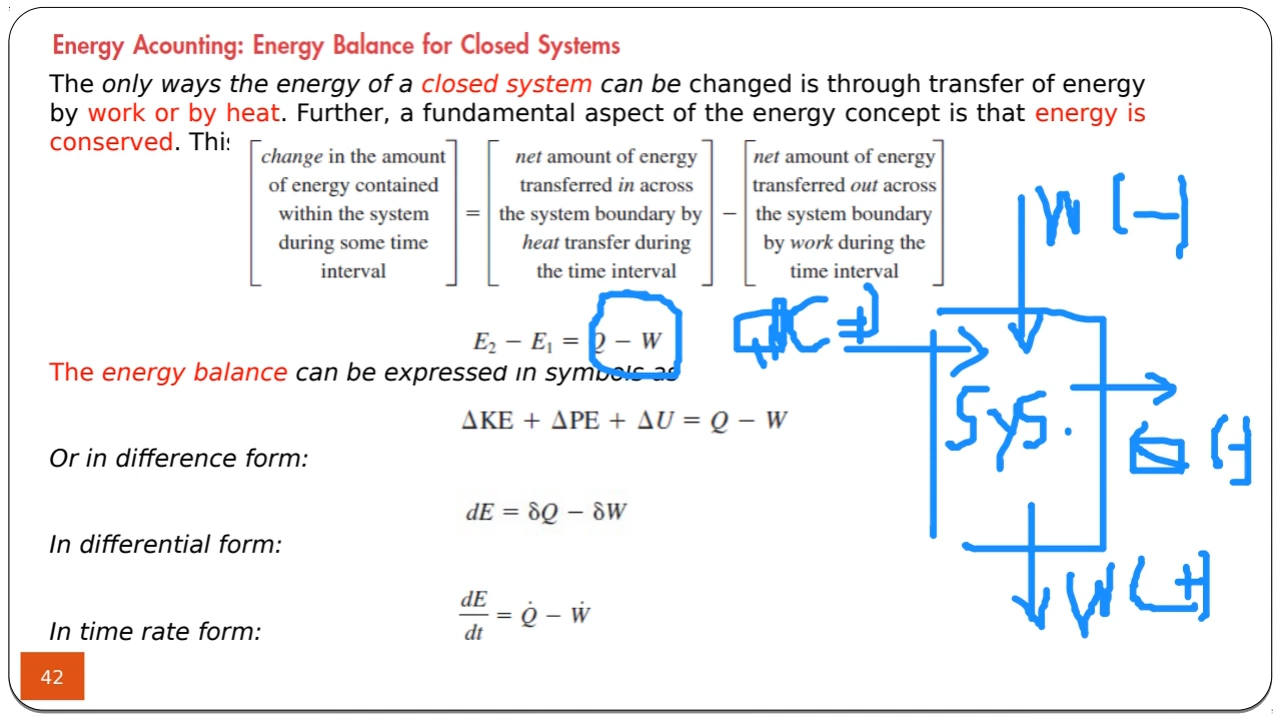 Energy Acounting: Energy Balance for Closed Systems
The only ways the energy of a closed system can be changed is through transfer of energy
by work or by heat. Further, a fundamental aspect of the energy concept is that energy is
conserved. This
change in the amount
of energy contained
within the system
during some time
interval
=
net amount of energy
transferred in across
the system boundary by
heat transfer during
the time interval
−
net amount of energy
transferred out across
the system boundary
by work during the
time interval
W (−)
E₂ − E₁ = Q − W
(+)
The energy balance can be expressed in symbols as
ΔKE + ΔPE + ΔU = Q − W
Sys.
(-)
Or in difference form:
dE = δQ − δW
In differential form:
W (+)
dE/dt = Q̇ − Ẇ
In time rate form:
42